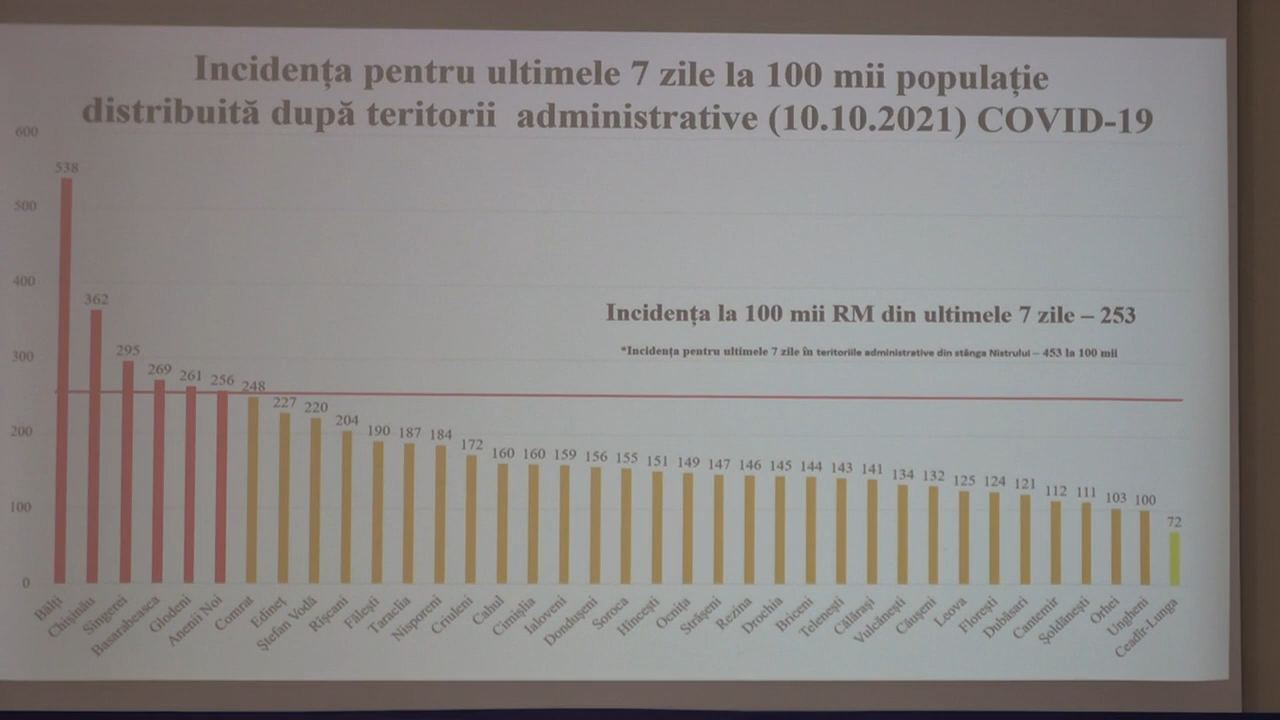 Incidența pentru ultimele 7 zile la 100 mii populație
distribuită după teritorii administrative (10.10.2021) COVID-19
600
500
400
300
200
100
0
538
362
295
269
261
256
248
227
220
204
190
187
184
172
160
160
159
156
155
151
149
147
146
145
144
143
141
134
132
125
124
121
112
111
103
100
72
Incidența la 100 mii RM din ultimele 7 zile – 253
*Incidența pentru ultimele 7 zile în teritoriile administrative din stânga Nistrului – 453 la 100 mii
Bălți
Chișinău
Sîngerei
Basarabeasca
Glodeni
Anenii Noi
Comrat
Edineț
Ștefan Vodă
Rîșcani
Fălești
Taraclia
Nisporeni
Criuleni
Cahul
Cimișlia
Ialoveni
Dondușeni
Soroca
Hîncești
Ocnița
Strășeni
Rezina
Drochia
Briceni
Telenești
Călărași
Vulcănești
Căușeni
Leova
Florești
Dubăsari
Cantemir
Șoldănești
Orhei
Ungheni
Ceadîr-Lunga